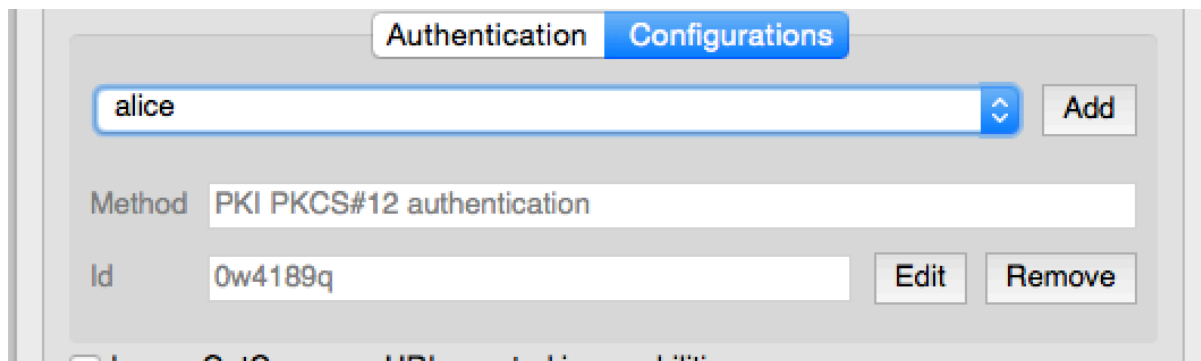 Authentication Configurations
alice Add
Method PKI PKCS#12 authentication
Id 0w4189q Edit Remove